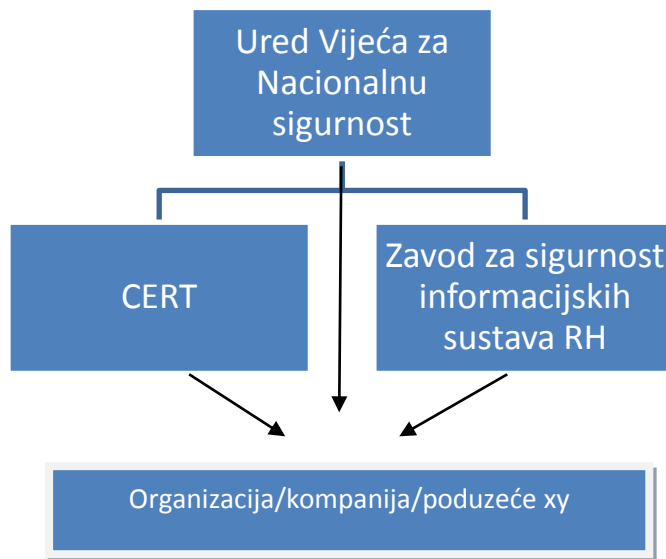 Ured Vijeća za
Nacionalnu
sigurnost
CERT
Zavod za sigurnost
informacijskih
sustava RH
Organizacija/kompanija/poduzeće xy